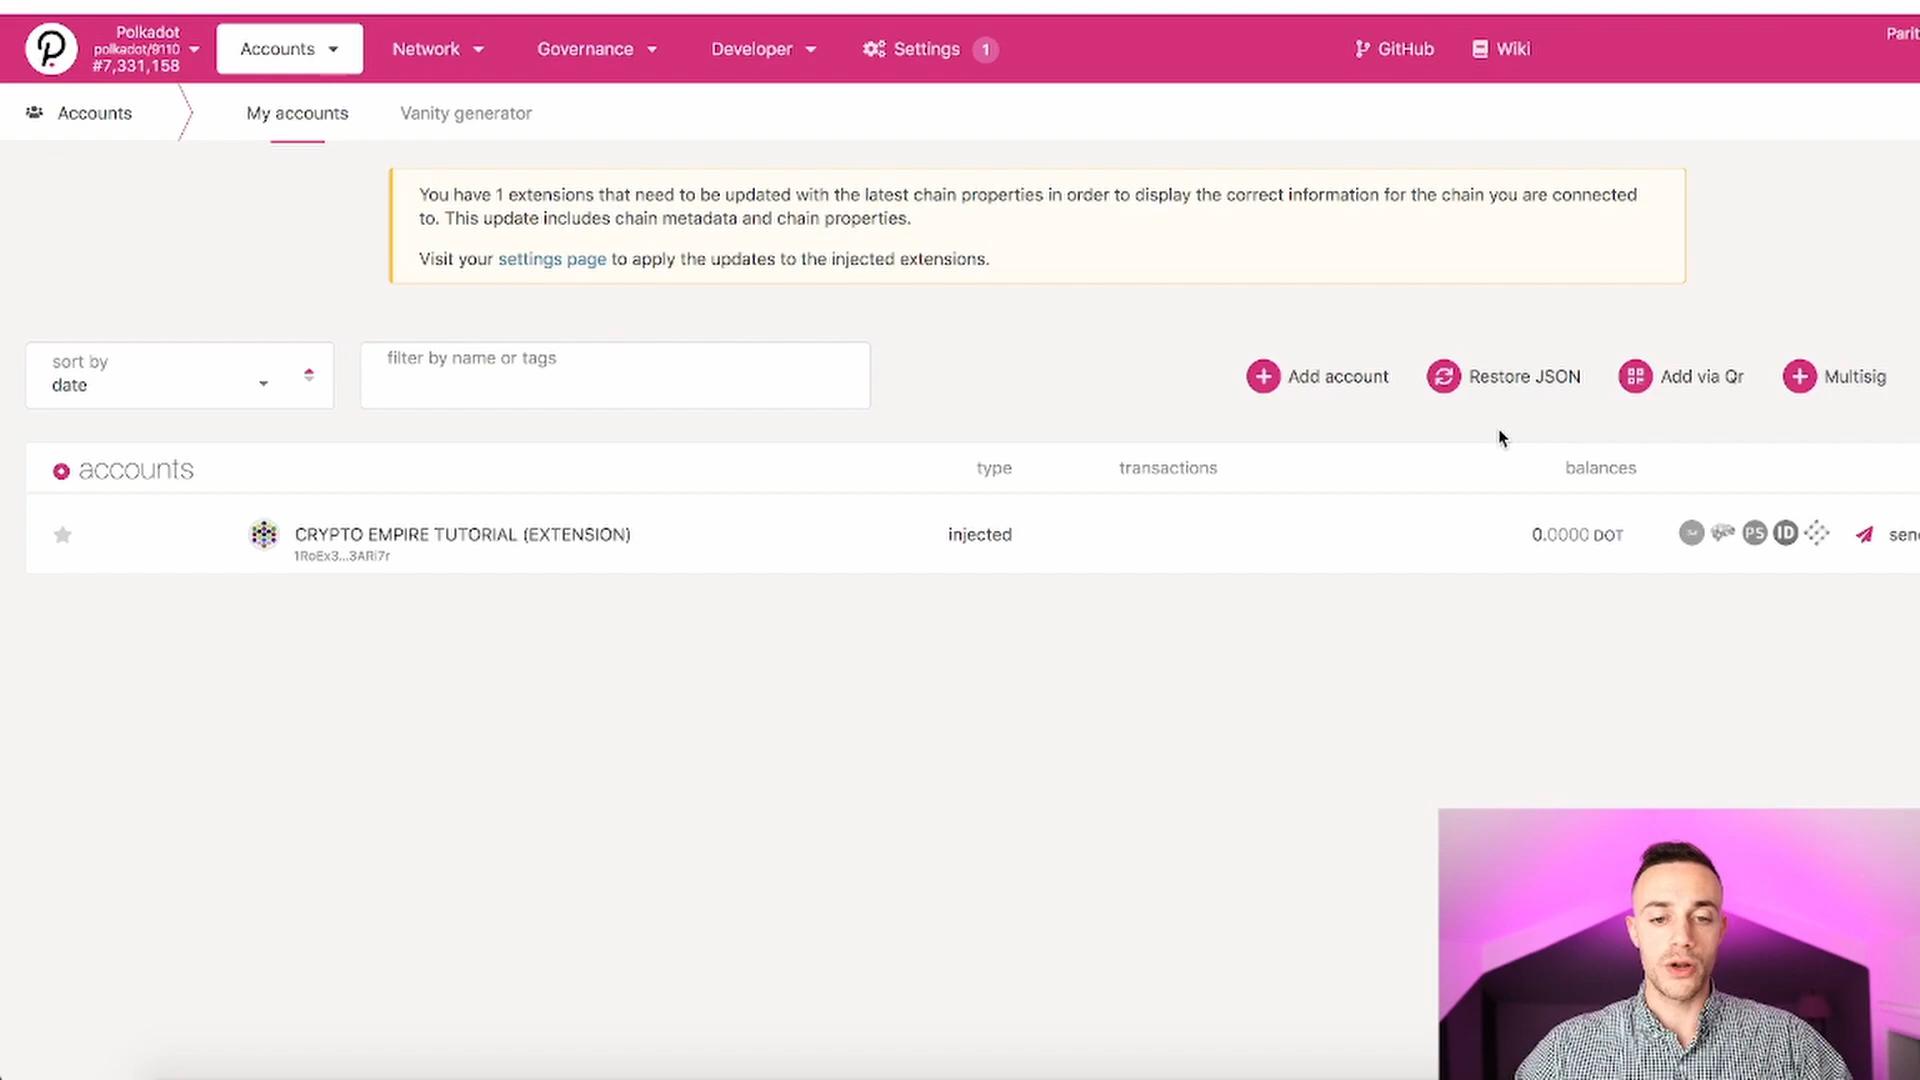 Polkadot
polkadot/9110
#7,331,158
Accounts
Network
Governance
Developer
Settings 1
GitHub
Wiki
Parit
Accounts
My accounts
Vanity generator
You have 1 extensions that need to be updated with the latest chain properties in order to display the correct information for the chain you are connected
to. This update includes chain metadata and chain properties.
Visit your settings page to apply the updates to the injected extensions.
sort by
date
filter by name or tags
Add account
Restore JSON
Add via Qr
Multisig
accounts type transactions balances
CRYPTO EMPIRE TUTORIAL (EXTENSION) injected 0.0000 DOT PS ID sen
1RoEx3...3ARi7r